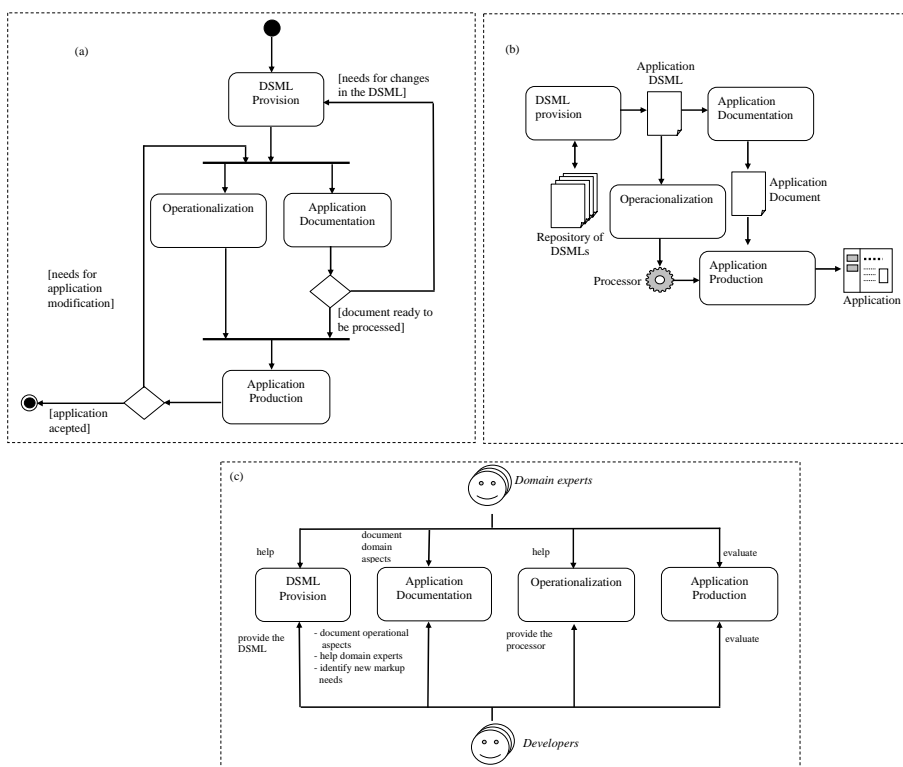 (a)
DSML
Provision
[needs for changes
in the DSML]
Operationalization
Application
Documentation
[needs for
application
modification]
[document ready to
be processed]
Application
Production
[application
acepted]
(b)
Application
DSML
DSML
provision
Application
Documentation
Repository of
DSMLs
Operacionalization
Application
Document
Processor
Application
Production
Application
(c)
Domain experts
help
document
domain
aspects
help
evaluate
DSML
Provision
Application
Documentation
Operationalization
Application
Production
provide the
DSML
- document operational
aspects
- help domain experts
- identify new markup
needs
provide the
processor
evaluate
Developers